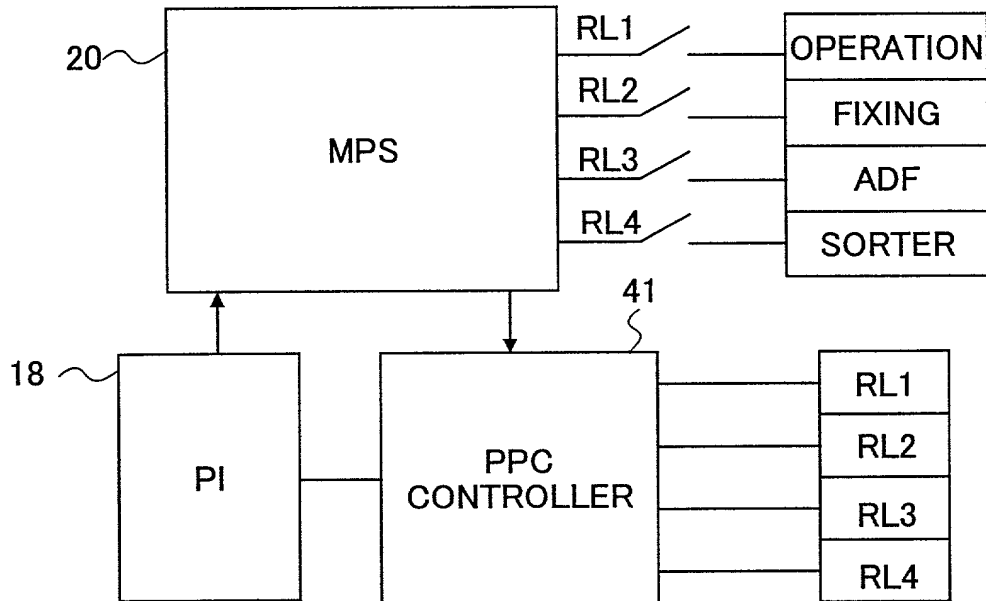 20
MPS
RL1
OPERATION
RL2
FIXING
RL3
ADF
RL4
SORTER
18
PI
41
PPC
CONTROLLER
RL1
RL2
RL3
RL4